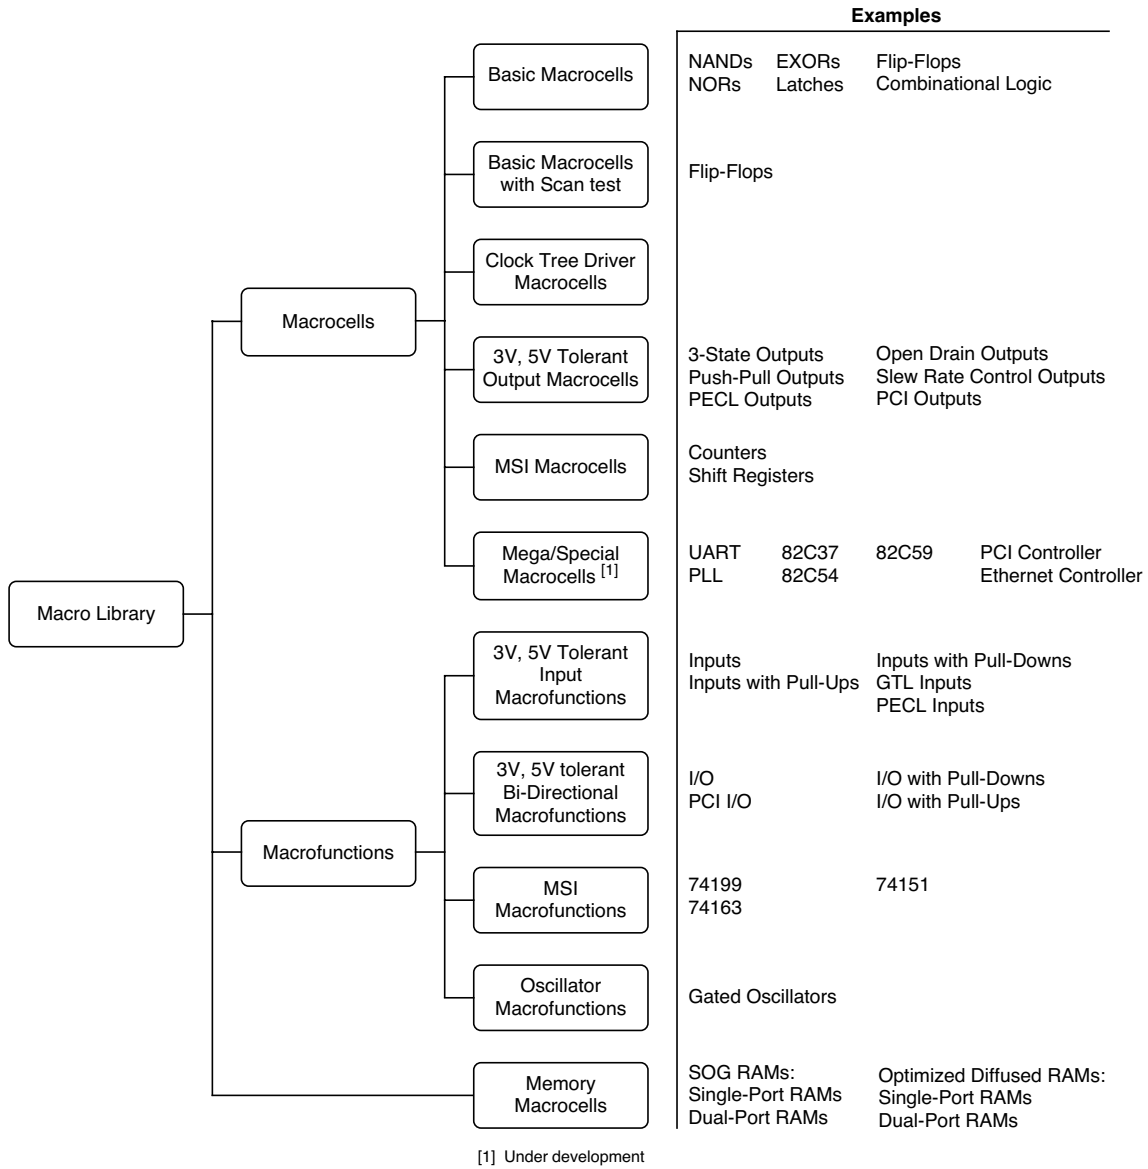 Examples
Basic Macrocells
NANDs EXORs Flip-Flops
NORs Latches Combinational Logic
Basic Macrocells
with Scan test
Flip-Flops
Clock Tree Driver
Macrocells
Macrocells
3V, 5V Tolerant
Output Macrocells
3-State Outputs Open Drain Outputs
Push-Pull Outputs Slew Rate Control Outputs
PECL Outputs PCI Outputs
MSI Macrocells
Counters
Shift Registers
Mega/Special
Macrocells [1]
UART 82C37 82C59 PCI Controller
PLL 82C54 Ethernet Controller
Macro Library
3V, 5V Tolerant
Input
Macrofunctions
Inputs Inputs with Pull-Downs
Inputs with Pull-Ups GTL Inputs
PECL Inputs
3V, 5V tolerant
Bi-Directional
Macrofunctions
I/O I/O with Pull-Downs
PCI I/O I/O with Pull-Ups
Macrofunctions
MSI
Macrofunctions
74199 74151
74163
Oscillator
Macrofunctions
Gated Oscillators
Memory
Macrocells
SOG RAMs: Optimized Diffused RAMs:
Single-Port RAMs Single-Port RAMs
Dual-Port RAMs Dual-Port RAMs
[1] Under development